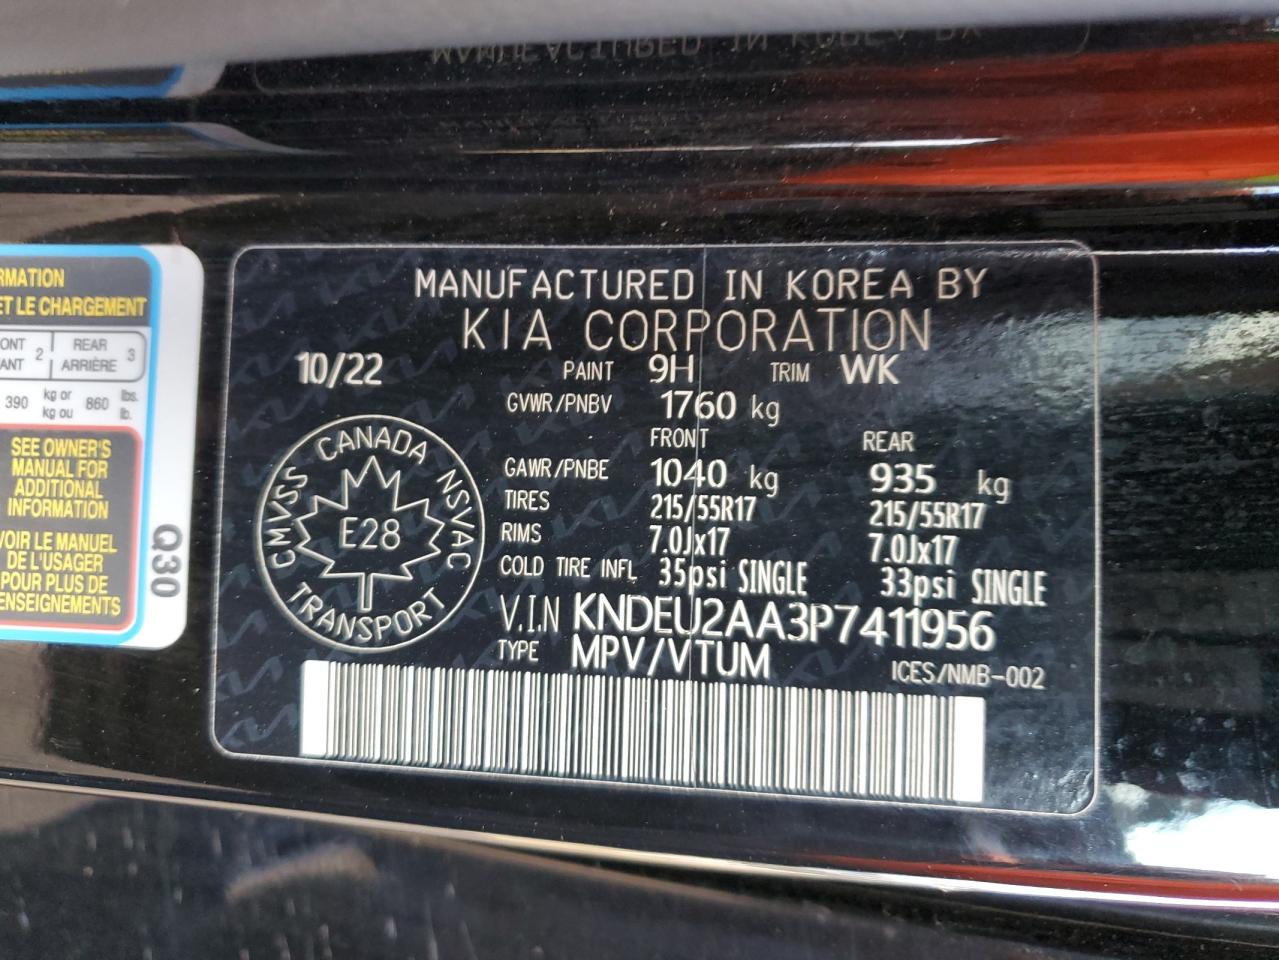 MANUFACTURED IN KOREA BY
RMATION
ET LE CHARGEMENT
ONT 2 REAR 3
ANT ARRIÈRE
390 kg or 860 lbs.
kg ou lb.
SEE OWNER'S
MANUAL FOR
ADDITIONAL
INFORMATION
VOIR LE MANUEL
DE L'USAGER
POUR PLUS DE
ENSEIGNEMENTS
Q30
MANUFACTURED IN KOREA BY
KIA CORPORATION
10/22 PAINT 9H TRIM WK
GVWR/PNBV 1760 kg
FRONT REAR
GAWR/PNBE 1040 kg 935 kg
TIRES 215/55R17 215/55R17
RIMS 7.0Jx17 7.0Jx17
COLD TIRE INFL 35psi SINGLE 33psi SINGLE
V.I.N KNDEU2AA3P7411956
TYPE MPV/VTUM ICES/NMB-002
CMVSS CANADA NSVAC
E28
TRANSPORT